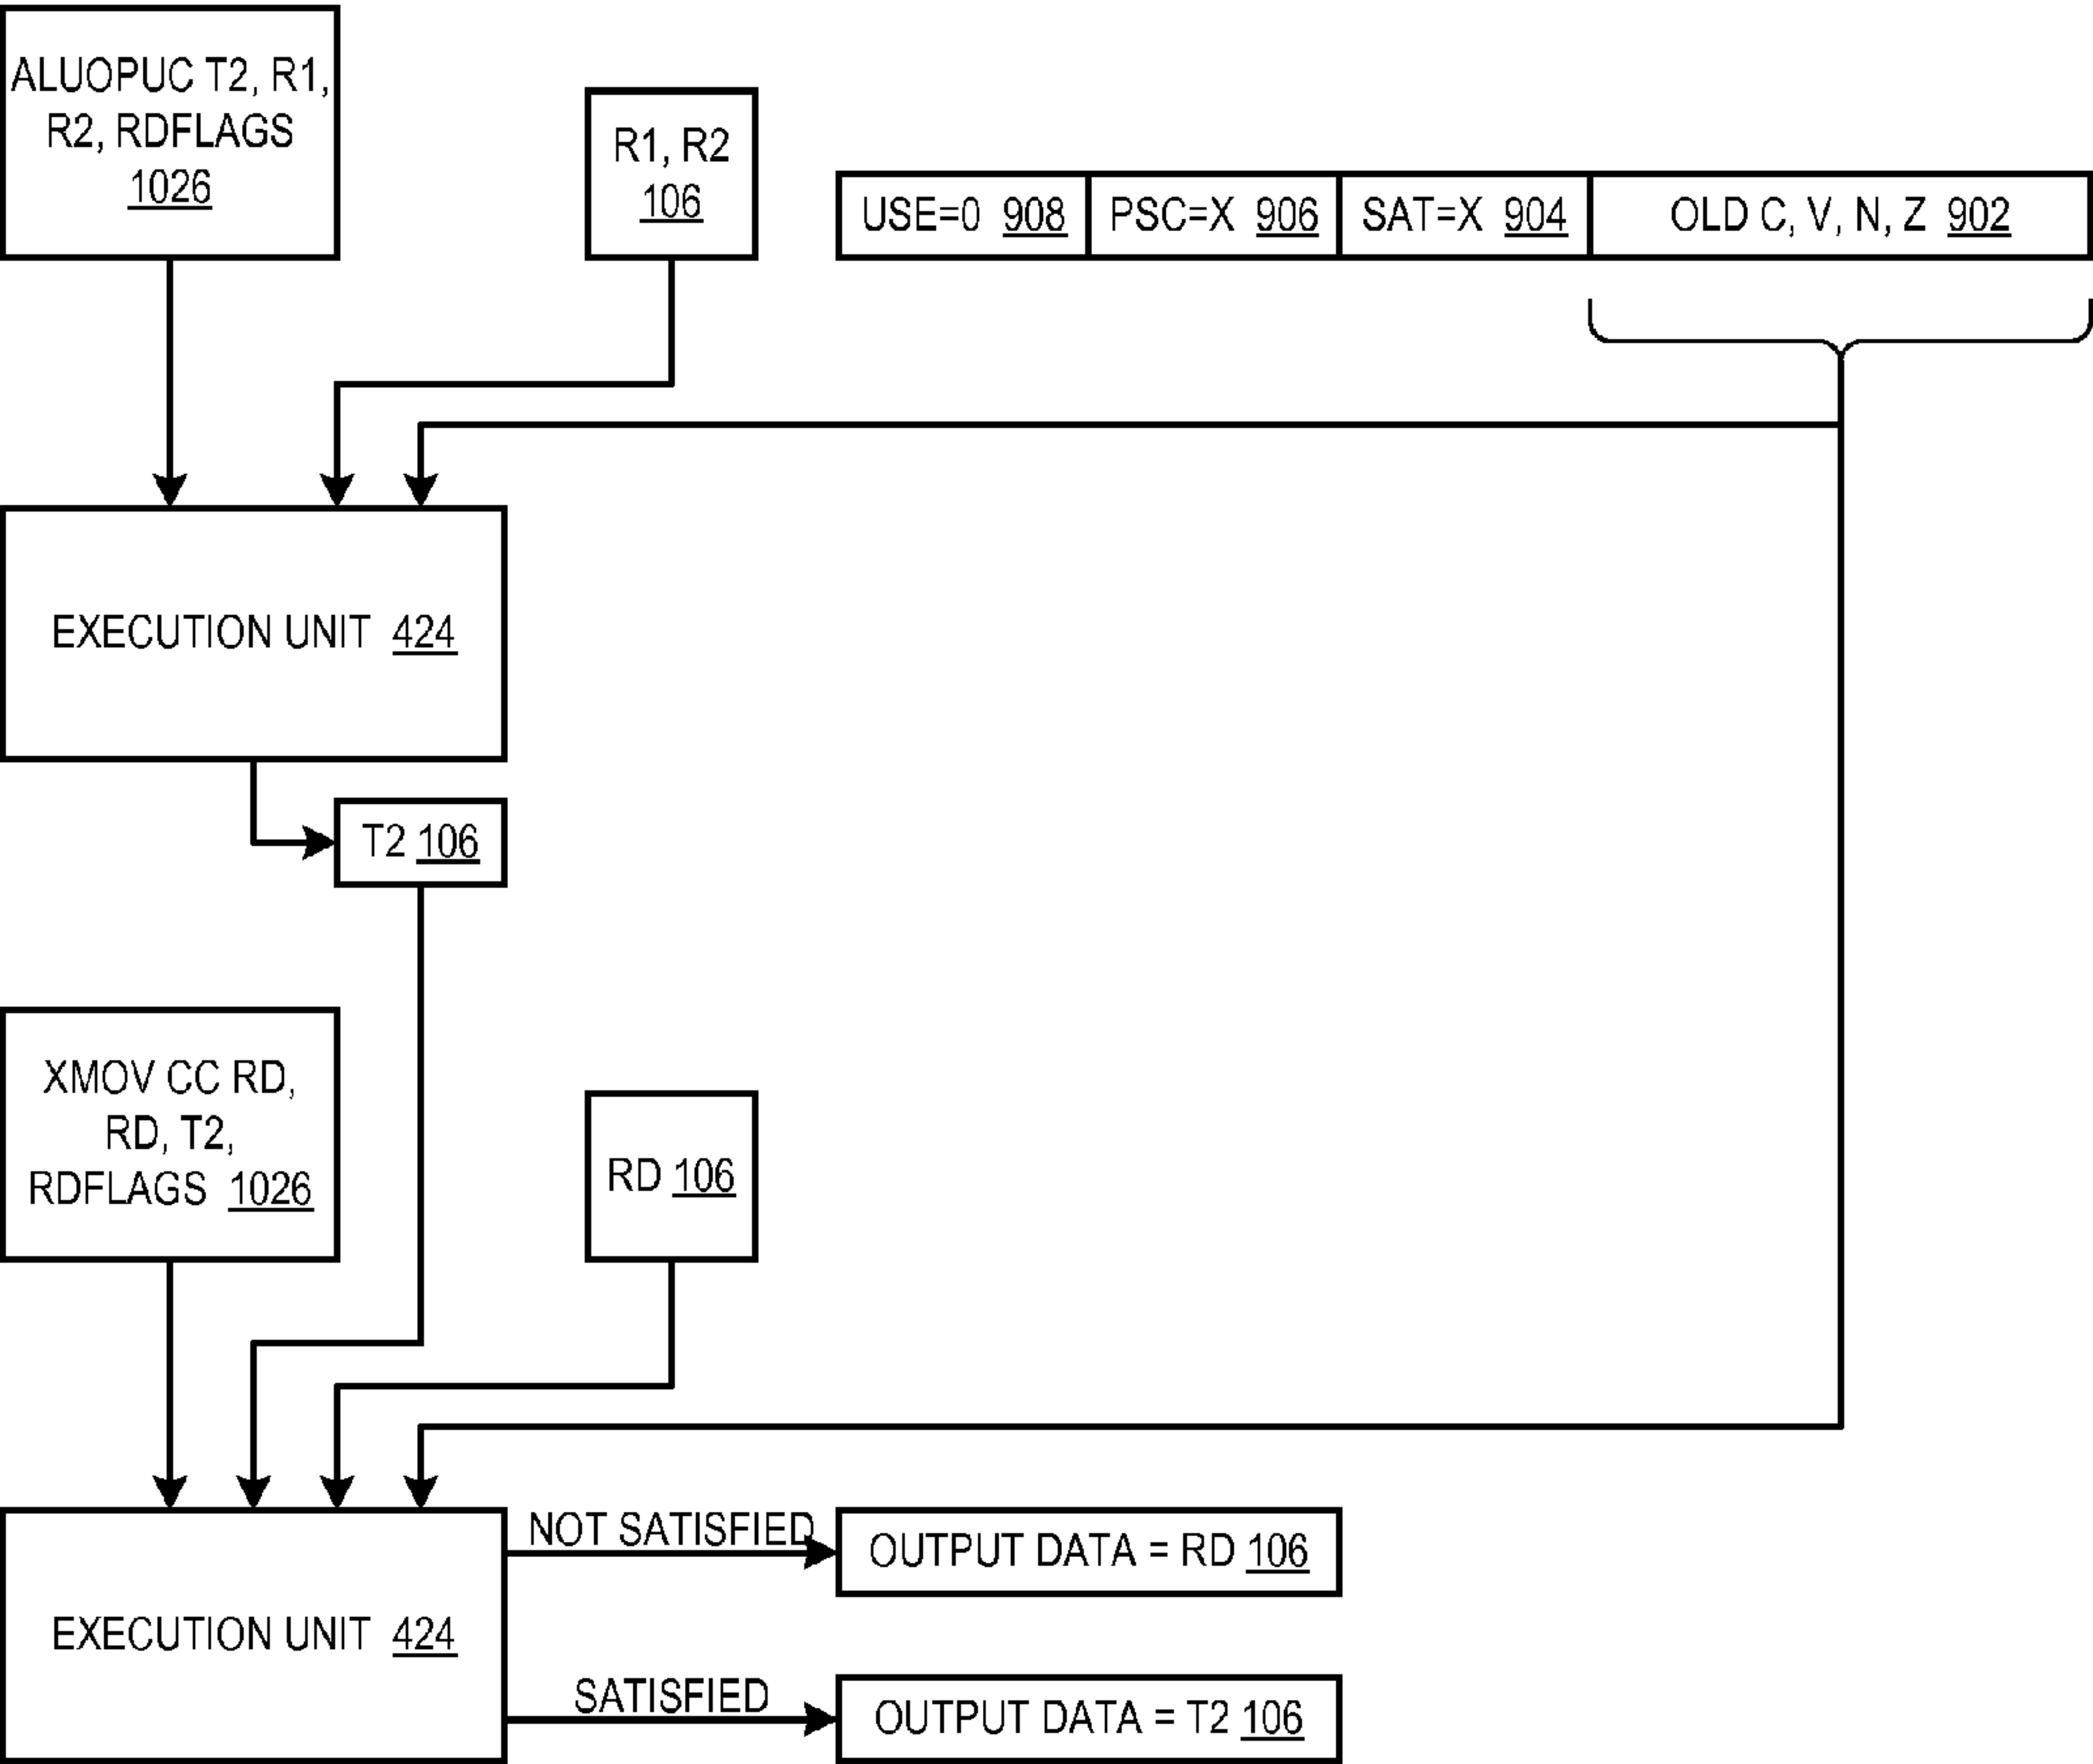 ALUOPUC T2, R1,
R2, RDFLAGS
1026
R1, R2
106
USE=0 908
PSC=X 906
SAT=X 904
OLD C, V, N, Z 902
EXECUTION UNIT 424
T2 106
XMOV CC RD,
RD, T2,
RDFLAGS 1026
RD 106
EXECUTION UNIT 424
NOT SATISFIED
OUTPUT DATA = RD 106
SATISFIED
OUTPUT DATA = T2 106